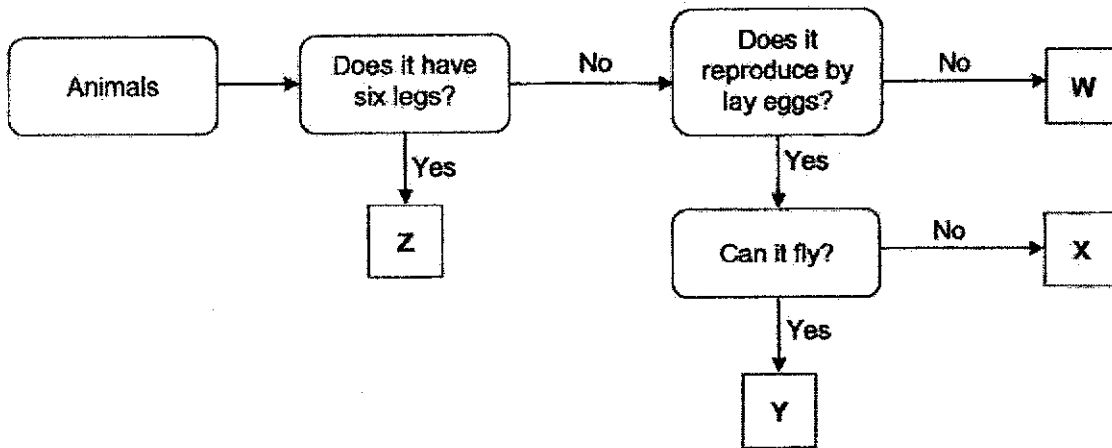 Animals
Does it have
six legs?
No
Does it
reproduce by
lay eggs?
No
W
Yes
Z
Yes
Can it fly?
No
X
Yes
Y